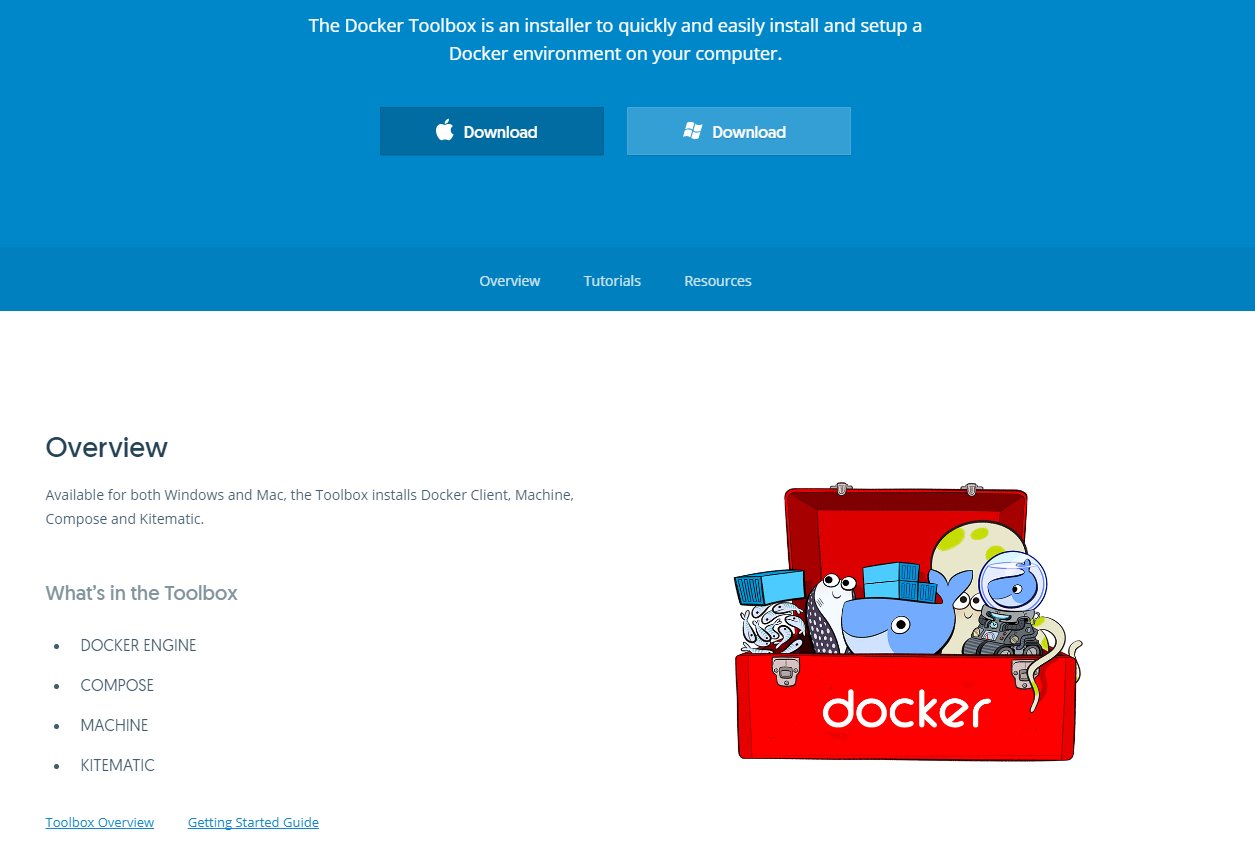 The Docker Toolbox is an installer to quickly and easily install and setup a
Docker environment on your computer.
Download
Download
Overview
Tutorials
Resources
Overview
Available for both Windows and Mac, the Toolbox installs Docker Client, Machine,
Compose and Kitematic.
What's in the Toolbox
DOCKER ENGINE
COMPOSE
MACHINE
KITEMATIC
Toolbox Overview
Getting Started Guide
docker